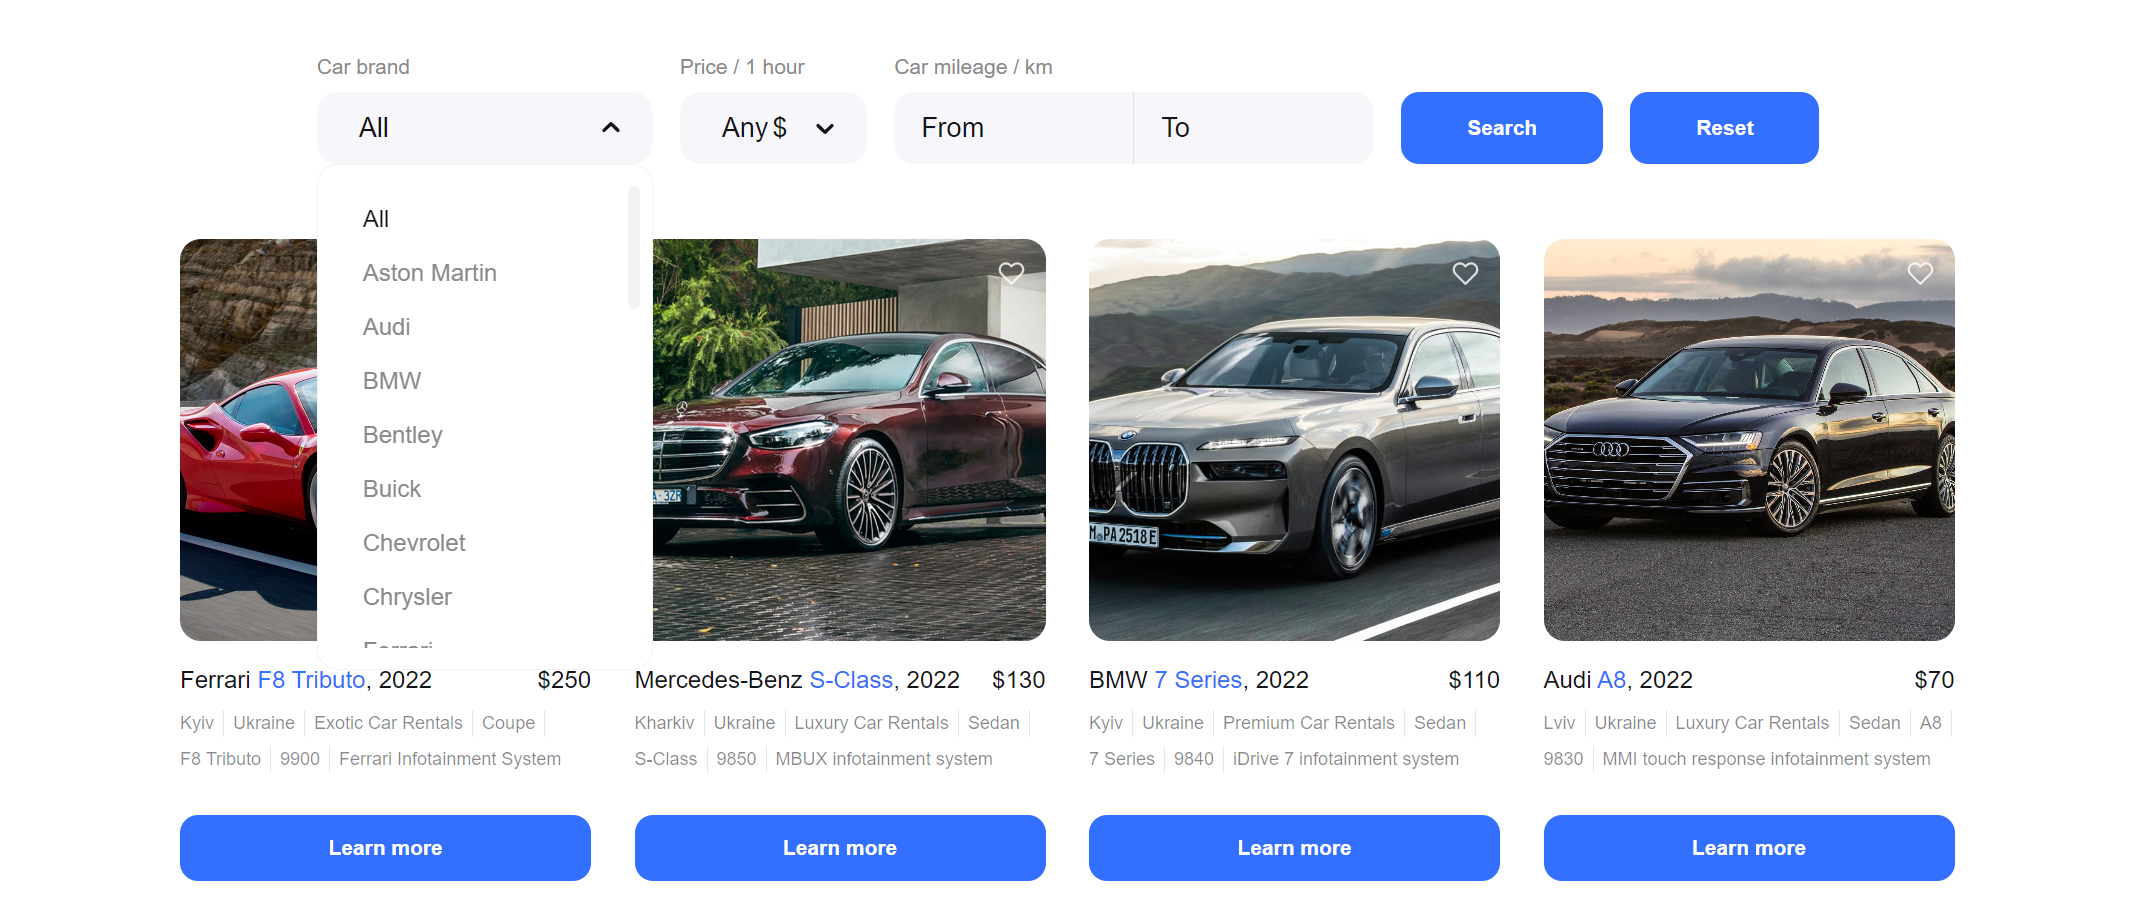 Car brand
Price / 1 hour
Car mileage / km
All
Any $
From
To
Search
Reset
All
Aston Martin
Audi
BMW
Bentley
Buick
Chevrolet
Chrysler
Ferrari
A·3ZR
M PA 2518 E
Ferrari F8 Tributo, 2022 $250
Kyiv Ukraine Exotic Car Rentals Coupe
F8 Tributo 9900 Ferrari Infotainment System
Learn more
Mercedes-Benz S-Class, 2022 $130
Kharkiv Ukraine Luxury Car Rentals Sedan
S-Class 9850 MBUX infotainment system
Learn more
BMW 7 Series, 2022 $110
Kyiv Ukraine Premium Car Rentals Sedan
7 Series 9840 iDrive 7 infotainment system
Learn more
Audi A8, 2022 $70
Lviv Ukraine Luxury Car Rentals Sedan A8
9830 MMI touch response infotainment system
Learn more